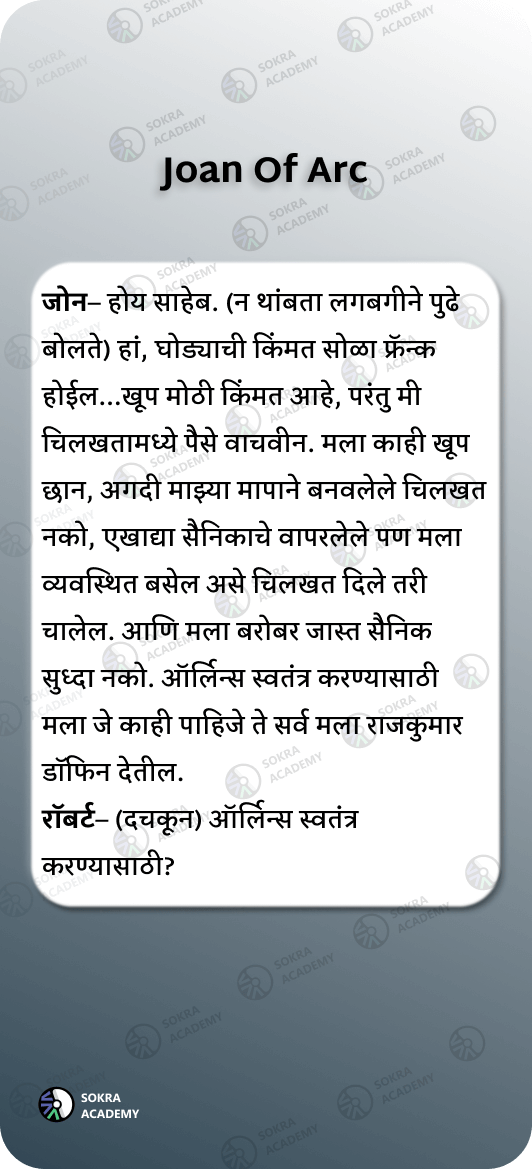 Joan Of Arc
जोन– होय साहेब. (न थांबता लगबगीने पुढे
बोलते) हां, घोड्याची किंमत सोळा फ्रॅन्क
होईल...खूप मोठी किंमत आहे, परंतु मी
चिलखतामध्ये पैसे वाचवीन. मला काही खूप
छान, अगदी माझ्या मापाने बनवलेले चिलखत
नको, एखाद्या सैनिकाचे वापरलेले पण मला
व्यवस्थित बसेल असे चिलखत दिले तरी
चालेल. आणि मला बरोबर जास्त सैनिक
सुध्दा नको. ऑर्लिन्स स्वतंत्र करण्यासाठी
मला जे काही पाहिजे ते सर्व मला राजकुमार
डॉफिन देतील.
रॉबर्ट– (दचकून) ऑर्लिन्स स्वतंत्र
करण्यासाठी?
SOKRA
ACADEMY